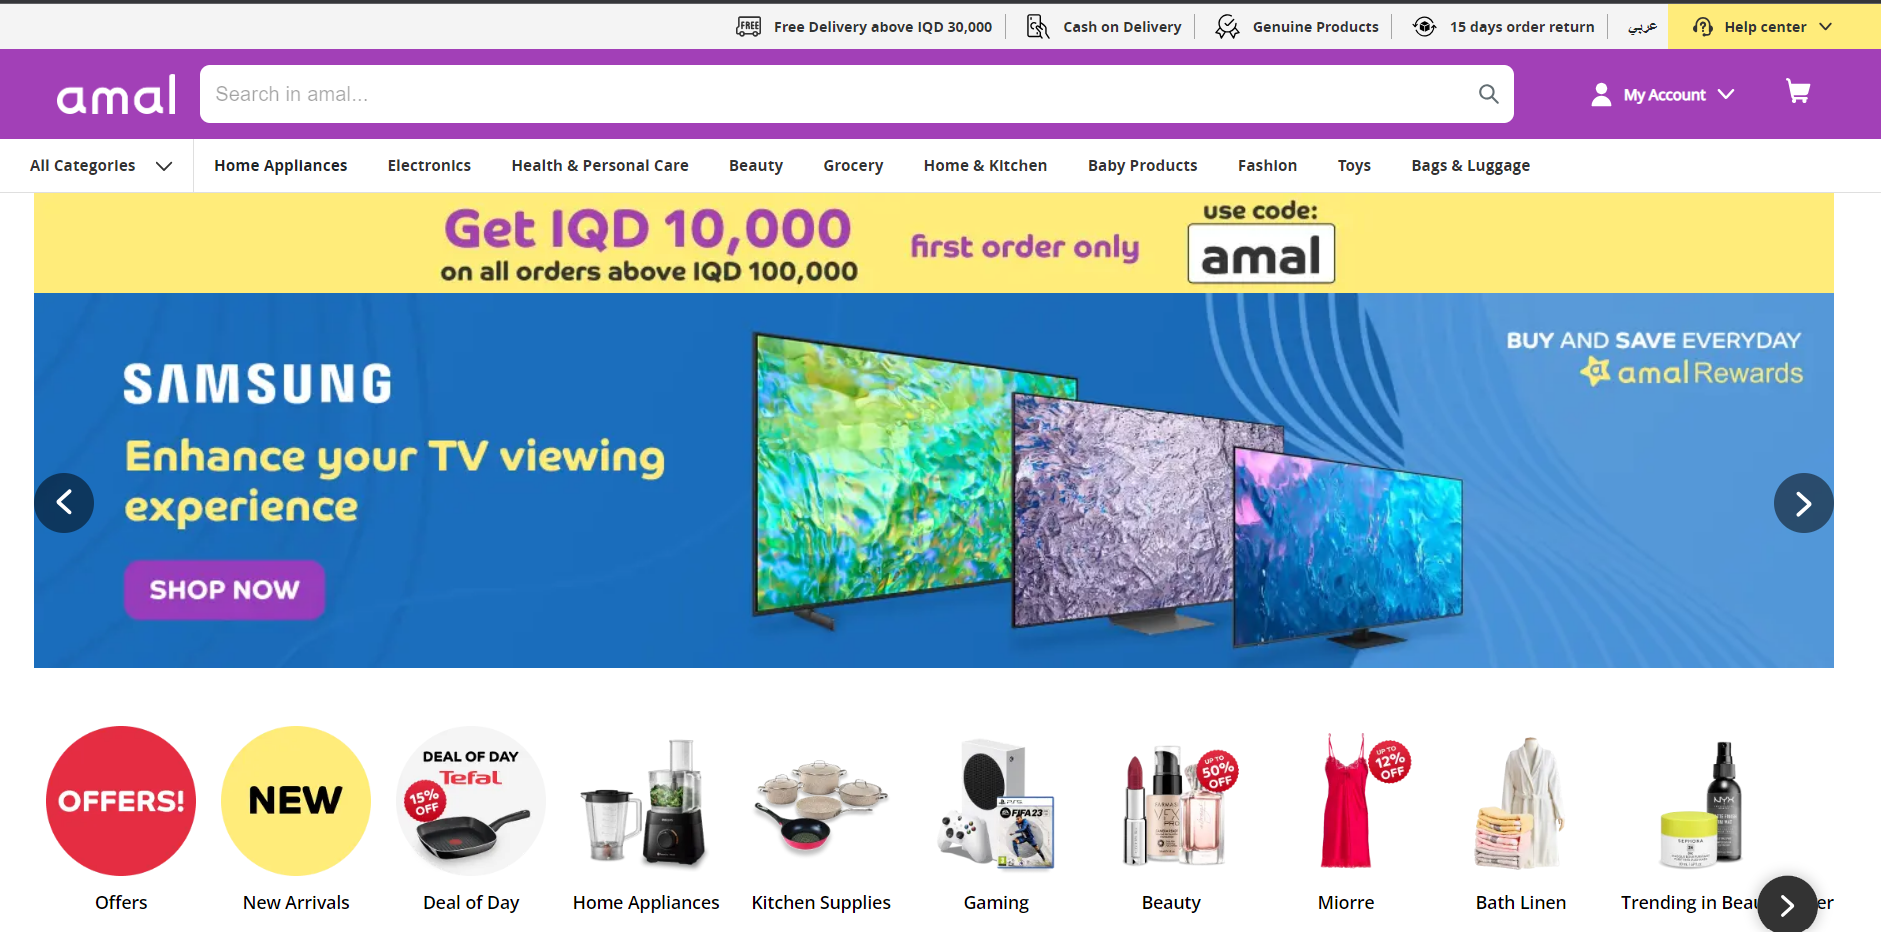 Free Delivery above IQD 30,000
Cash on Delivery
Genuine Products
15 days order return
عربي
Help center
amal
Search in amal...
My Account
All Categories
Home Appliances
Electronics
Health & Personal Care
Beauty
Grocery
Home & Kitchen
Baby Products
Fashion
Toys
Bags & Luggage
Get IQD 10,000
on all orders above IQD 100,000
first order only
use code:
amal
SAMSUNG
Enhance your TV viewing
experience
SHOP NOW
BUY AND SAVE EVERYDAY
amal Rewards
OFFERS!
NEW
DEAL OF DAY
Tefal
15%
OFF
FIFA 23
UP TO
50%
OFF
UP TO
12%
OFF
NYX
SEPHORA
Offers
New Arrivals
Deal of Day
Home Appliances
Kitchen Supplies
Gaming
Beauty
Miorre
Bath Linen
Trending in